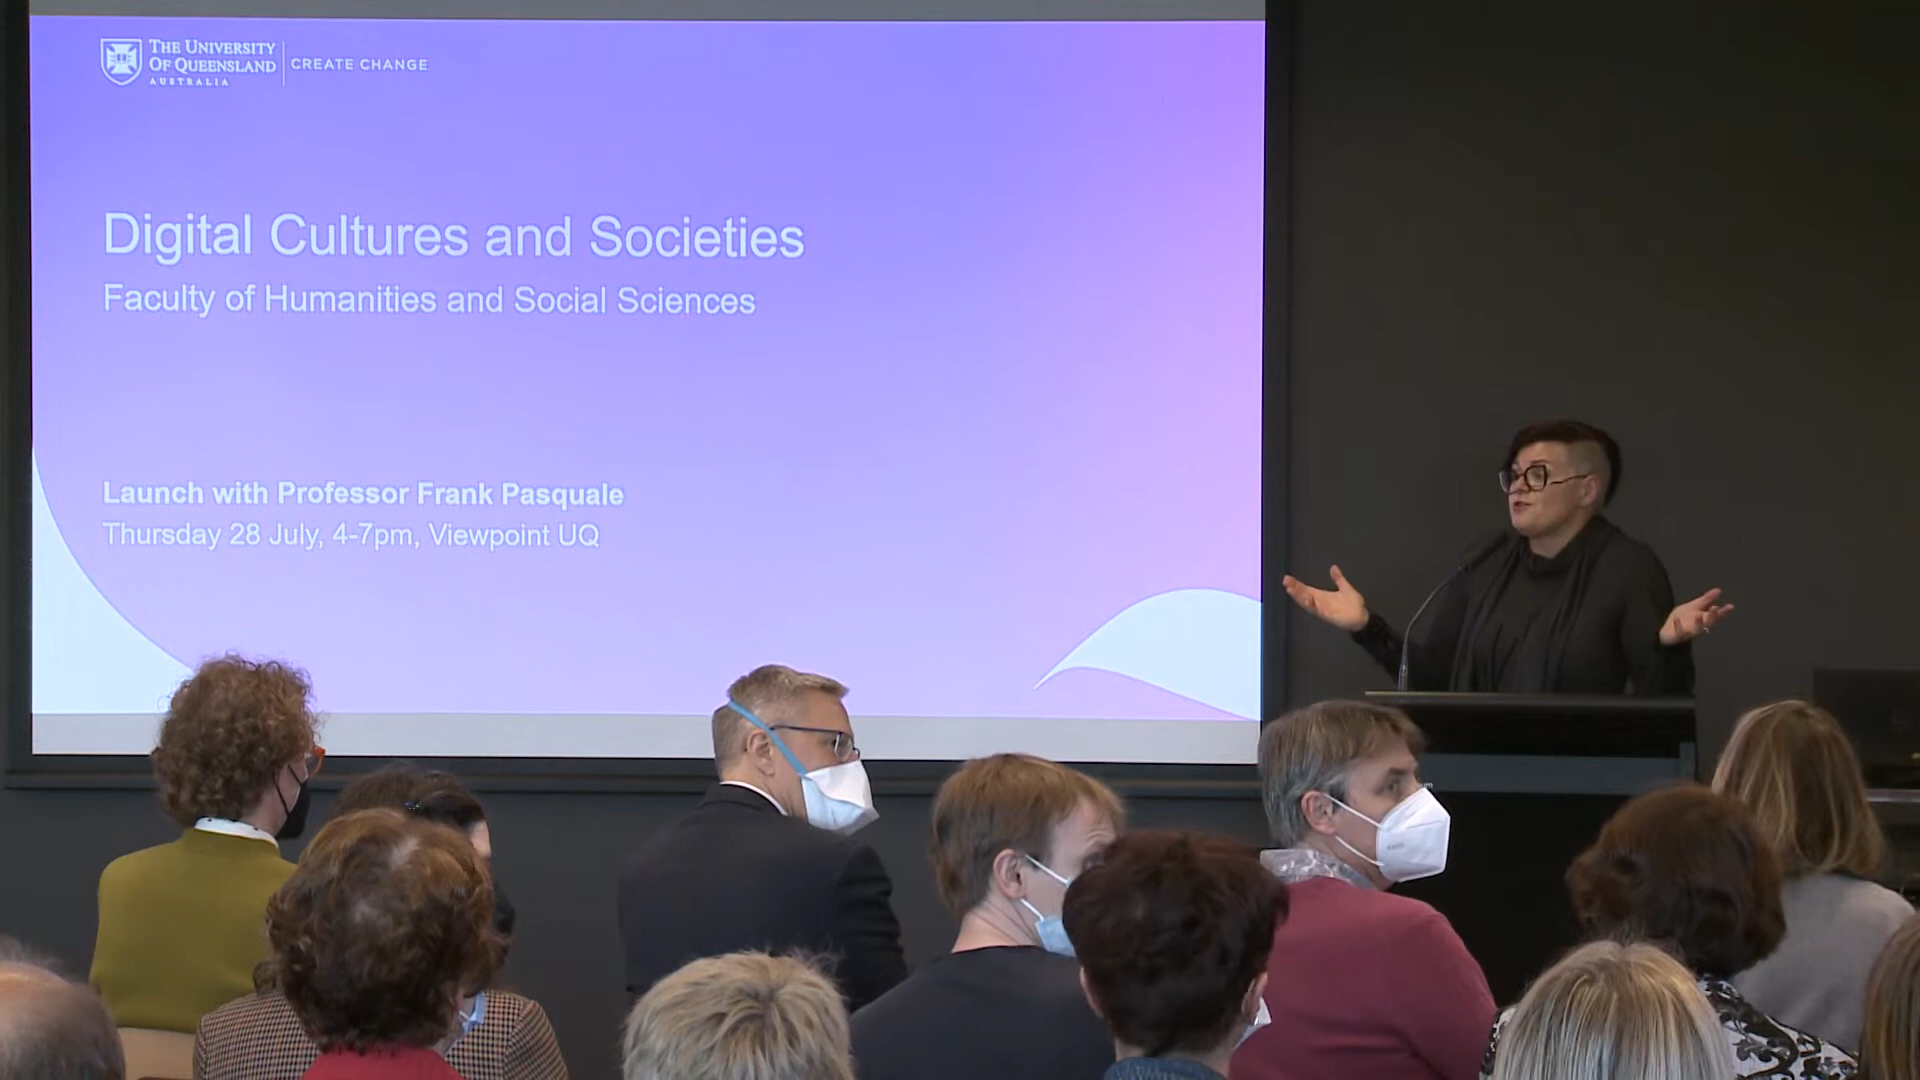 THE UNIVERSITY
OF QUEENSLAND
AUSTRALIA
CREATE CHANGE
Digital Cultures and Societies
Faculty of Humanities and Social Sciences
Launch with Professor Frank Pasquale
Thursday 28 July, 4-7pm, Viewpoint UQ